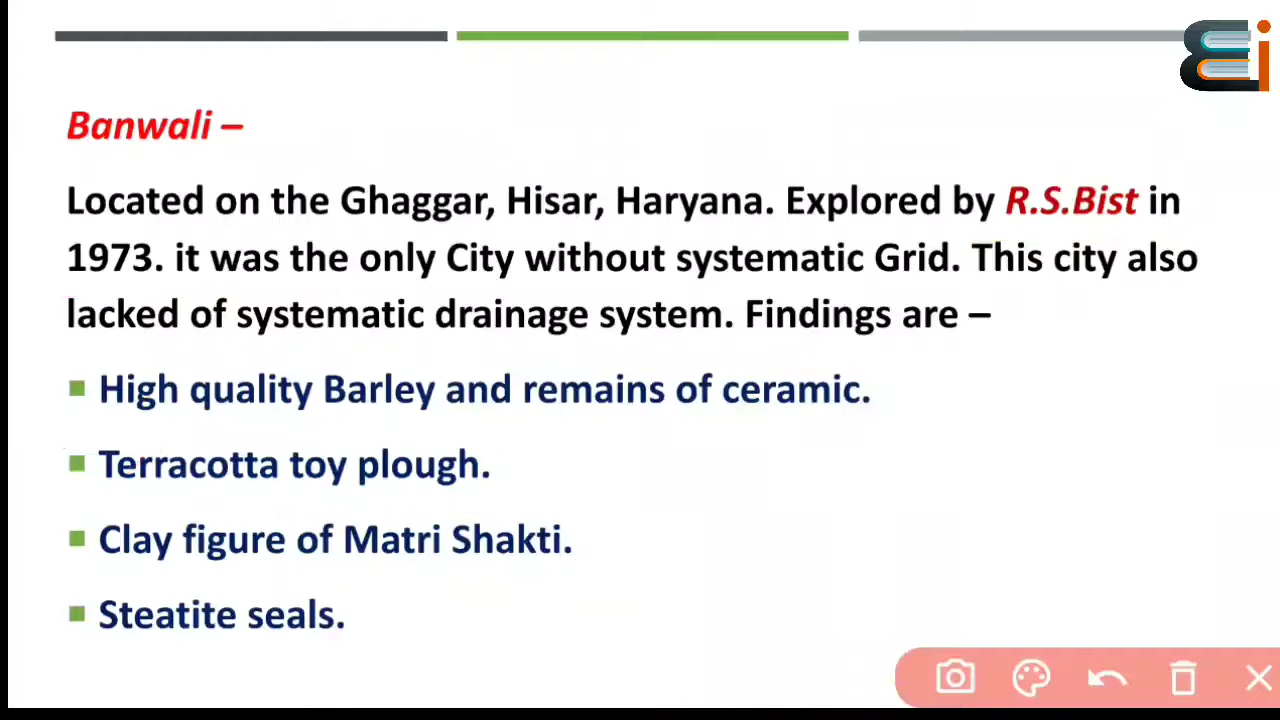 Banwali –
Located on the Ghaggar, Hisar, Haryana. Explored by R.S.Bist in
1973. it was the only City without systematic Grid. This city also
lacked of systematic drainage system. Findings are –
High quality Barley and remains of ceramic.
Terracotta toy plough.
Clay figure of Matri Shakti.
Steatite seals.